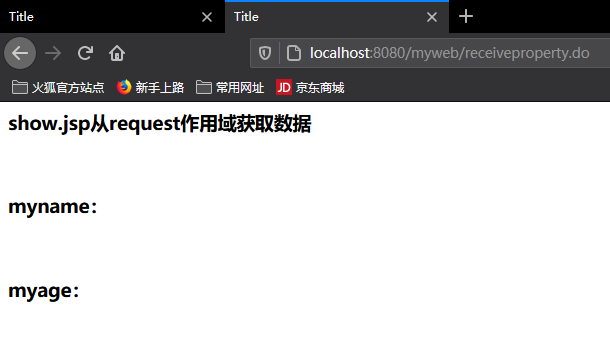 Title
Title
localhost:8080/myweb/receiveproperty.do
火狐官方站点
新手上路
常用网址
JD 京东商城
show.jsp从request作用域获取数据
myname：
myage：